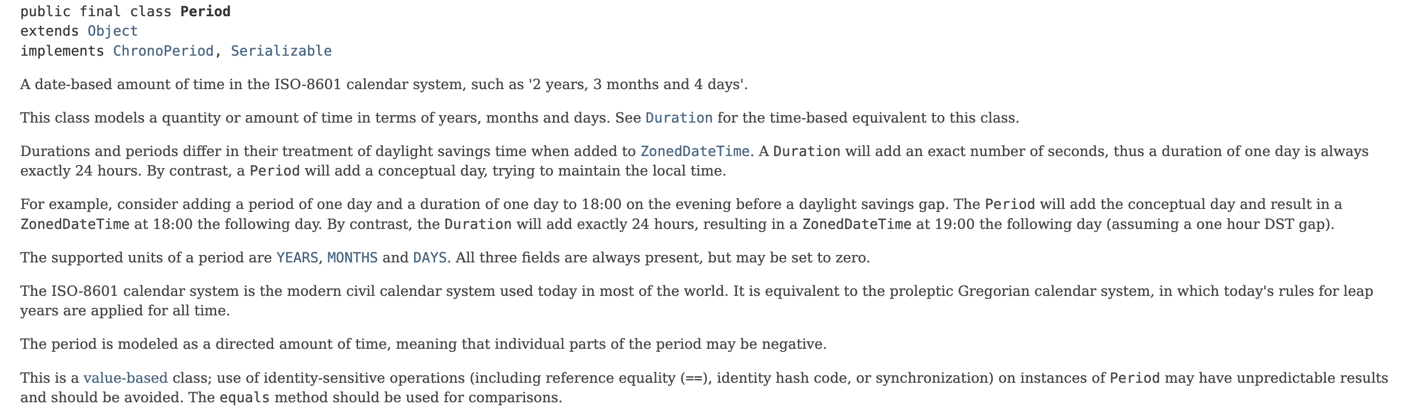 public final class Period
extends Object
implements ChronoPeriod, Serializable
A date-based amount of time in the ISO-8601 calendar system, such as '2 years, 3 months and 4 days'.
This class models a quantity or amount of time in terms of years, months and days. See Duration for the time-based equivalent to this class.
Durations and periods differ in their treatment of daylight savings time when added to ZonedDateTime. A Duration will add an exact number of seconds, thus a duration of one day is always
exactly 24 hours. By contrast, a Period will add a conceptual day, trying to maintain the local time.
For example, consider adding a period of one day and a duration of one day to 18:00 on the evening before a daylight savings gap. The Period will add the conceptual day and result in a
ZonedDateTime at 18:00 the following day. By contrast, the Duration will add exactly 24 hours, resulting in a ZonedDateTime at 19:00 the following day (assuming a one hour DST gap).
The supported units of a period are YEARS, MONTHS and DAYS. All three fields are always present, but may be set to zero.
The ISO-8601 calendar system is the modern civil calendar system used today in most of the world. It is equivalent to the proleptic Gregorian calendar system, in which today's rules for leap
years are applied for all time.
The period is modeled as a directed amount of time, meaning that individual parts of the period may be negative.
This is a value-based class; use of identity-sensitive operations (including reference equality (==), identity hash code, or synchronization) on instances of Period may have unpredictable results
and should be avoided. The equals method should be used for comparisons.